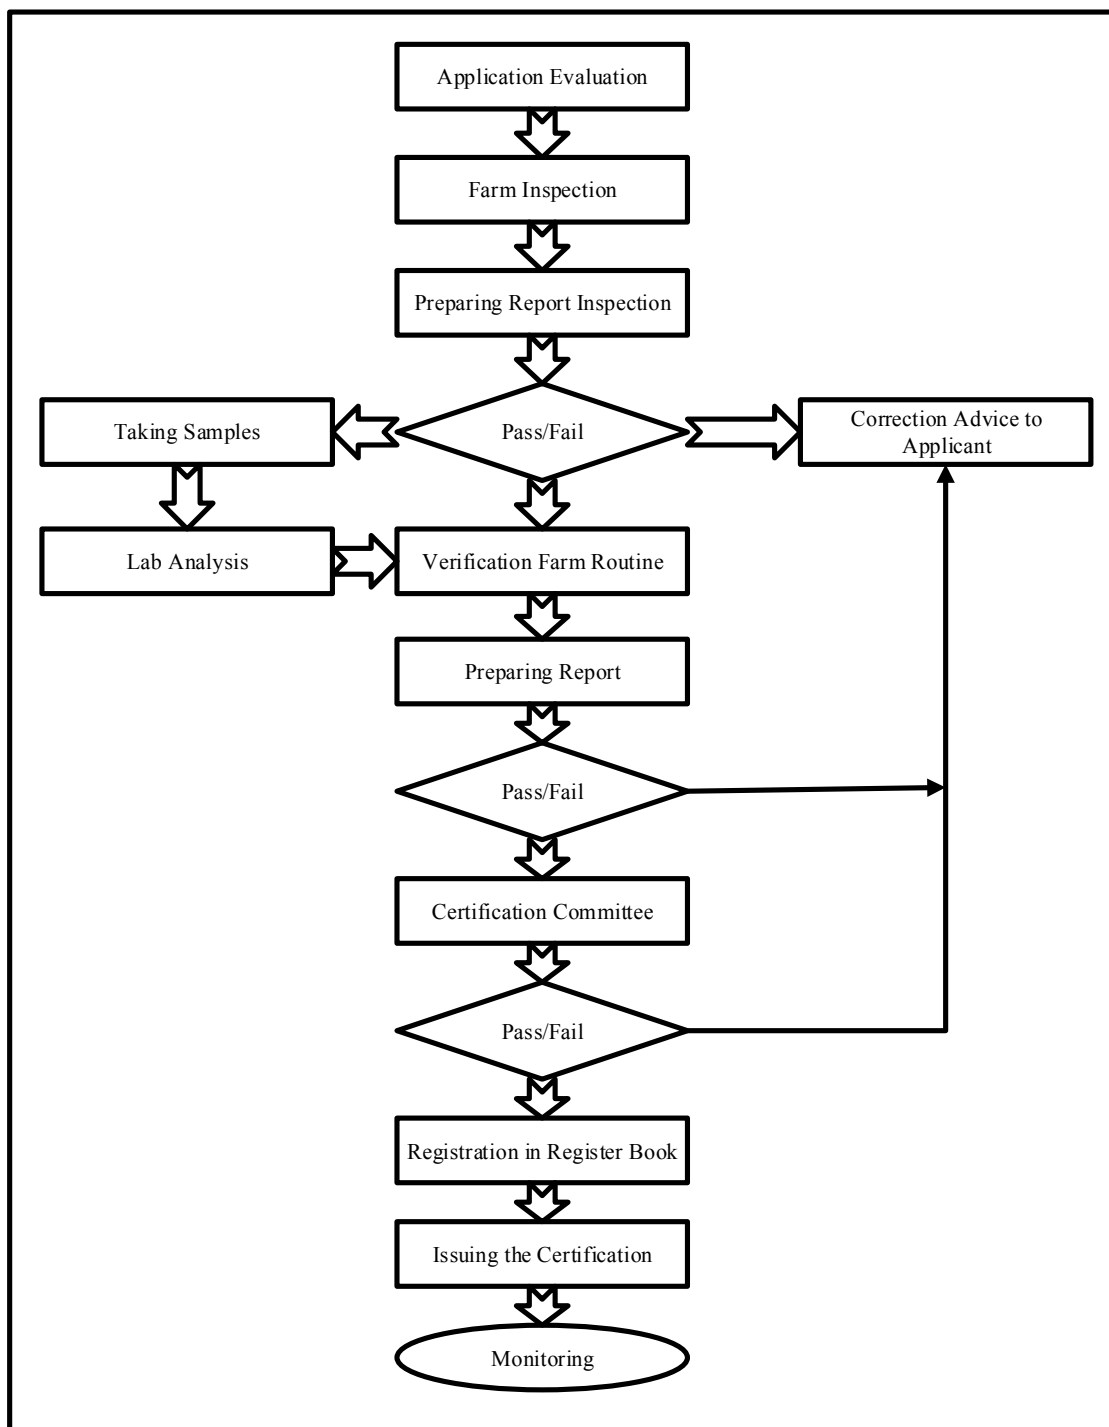 Application Evaluation
Farm Inspection
Preparing Report Inspection
Taking Samples
Pass/Fail
Correction Advice to
Applicant
Lab Analysis
Verification Farm Routine
Preparing Report
Pass/Fail
Certification Committee
Pass/Fail
Registration in Register Book
Issuing the Certification
Monitoring